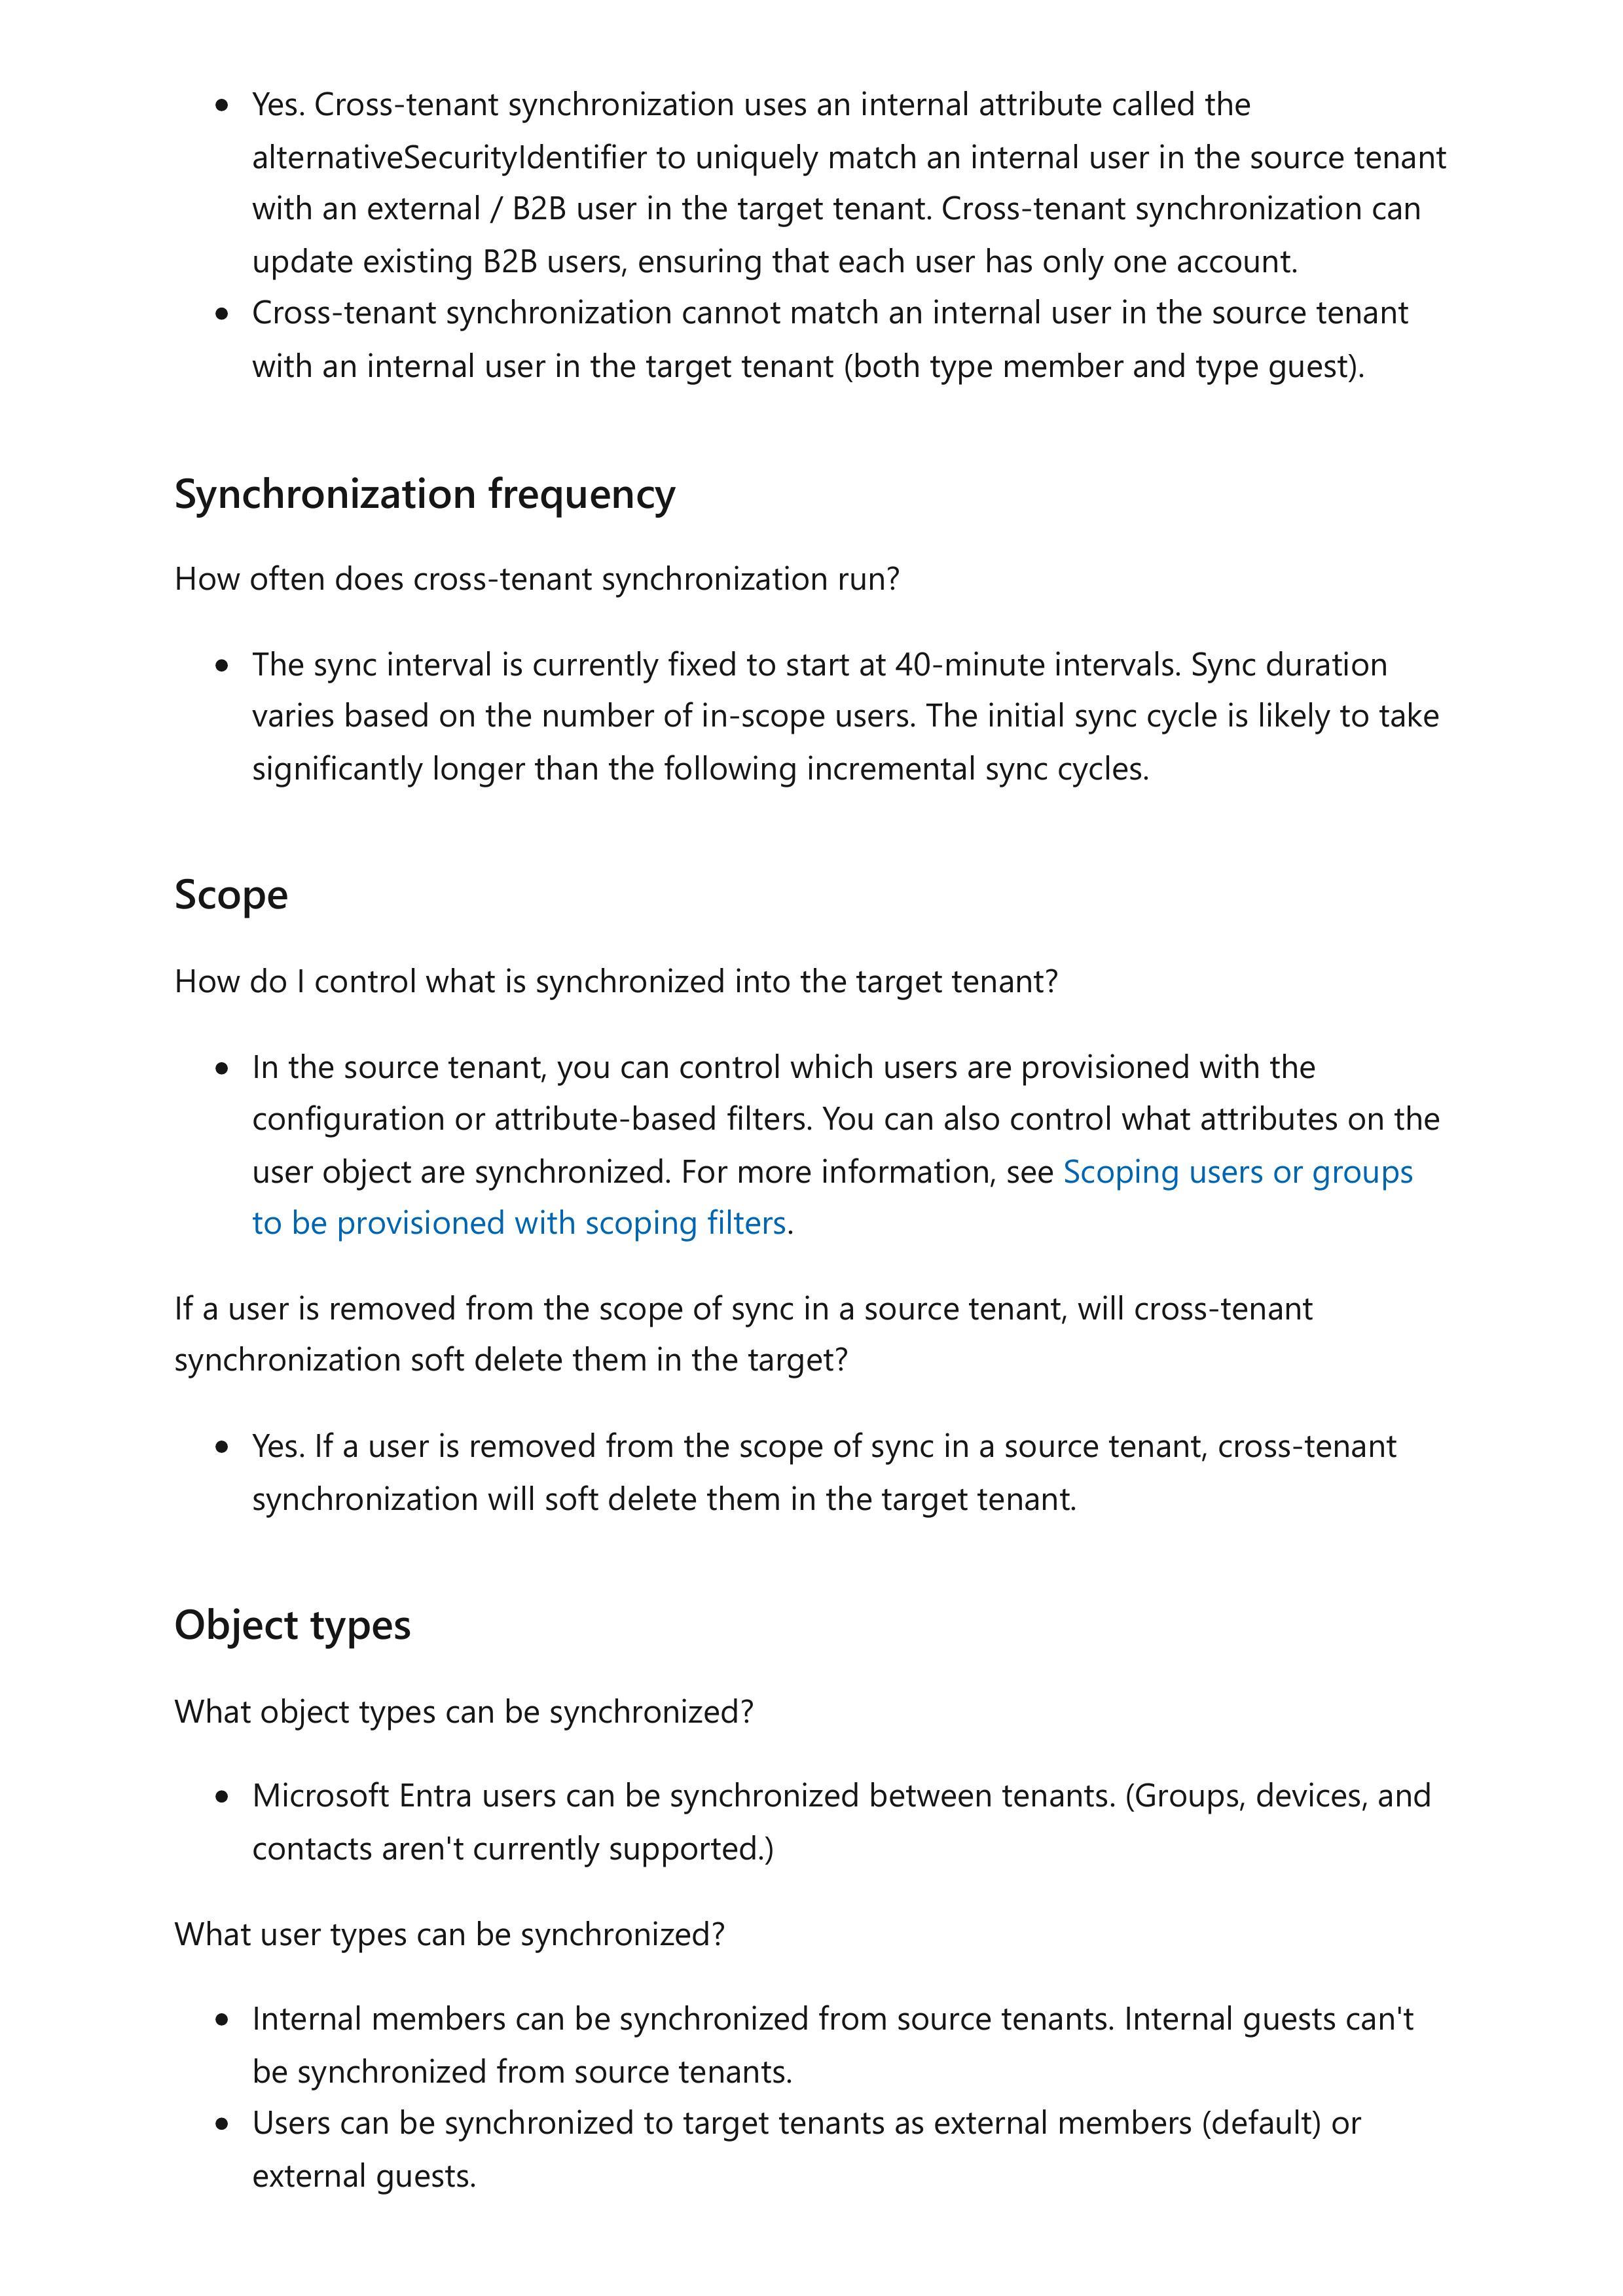 • Yes. Cross-tenant synchronization uses an internal attribute called the
alternativeSecurityIdentifier to uniquely match an internal user in the source tenant
with an external / B2B user in the target tenant. Cross-tenant synchronization can
update existing B2B users, ensuring that each user has only one account.
• Cross-tenant synchronization cannot match an internal user in the source tenant
with an internal user in the target tenant (both type member and type guest).
Synchronization frequency
How often does cross-tenant synchronization run?
• The sync interval is currently fixed to start at 40-minute intervals. Sync duration
varies based on the number of in-scope users. The initial sync cycle is likely to take
significantly longer than the following incremental sync cycles.
Scope
How do I control what is synchronized into the target tenant?
• In the source tenant, you can control which users are provisioned with the
configuration or attribute-based filters. You can also control what attributes on the
user object are synchronized. For more information, see Scoping users or groups
to be provisioned with scoping filters.
If a user is removed from the scope of sync in a source tenant, will cross-tenant
synchronization soft delete them in the target?
• Yes. If a user is removed from the scope of sync in a source tenant, cross-tenant
synchronization will soft delete them in the target tenant.
Object types
What object types can be synchronized?
• Microsoft Entra users can be synchronized between tenants. (Groups, devices, and
contacts aren't currently supported.)
What user types can be synchronized?
• Internal members can be synchronized from source tenants. Internal guests can't
be synchronized from source tenants.
• Users can be synchronized to target tenants as external members (default) or
external guests.